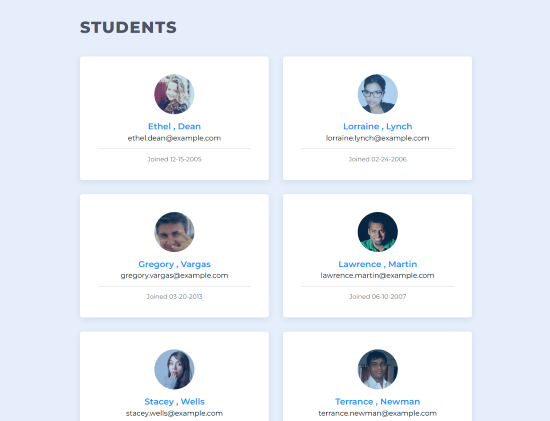 STUDENTS
Ethel , Dean
ethel.dean@example.com
Joined 12-15-2005
Lorraine , Lynch
lorraine.lynch@example.com
Joined 02-24-2006
Gregory , Vargas
gregory.vargas@example.com
Joined 03-20-2013
Lawrence , Martin
lawrence.martin@example.com
Joined 06-10-2007
Stacey , Wells
stacey.wells@example.com
Terrance , Newman
terrance.newman@example.com